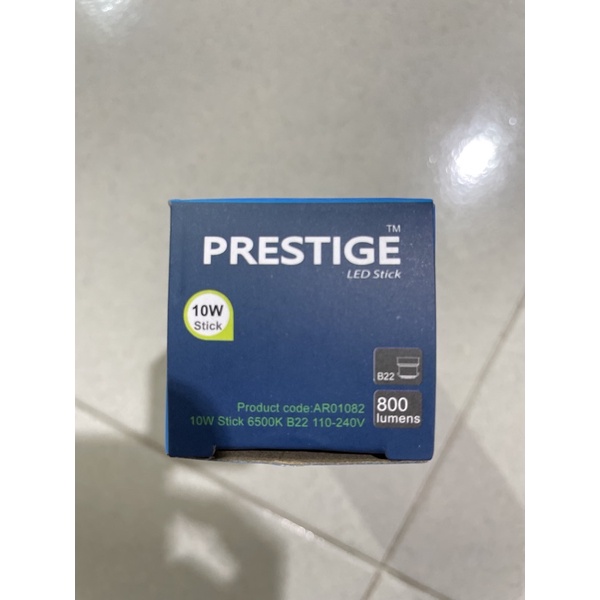 PRESTIGE™
LED Stick
10W
Stick
B22
Product code:AR01082
10W Stick 6500K B22 110-240V
800
lumens